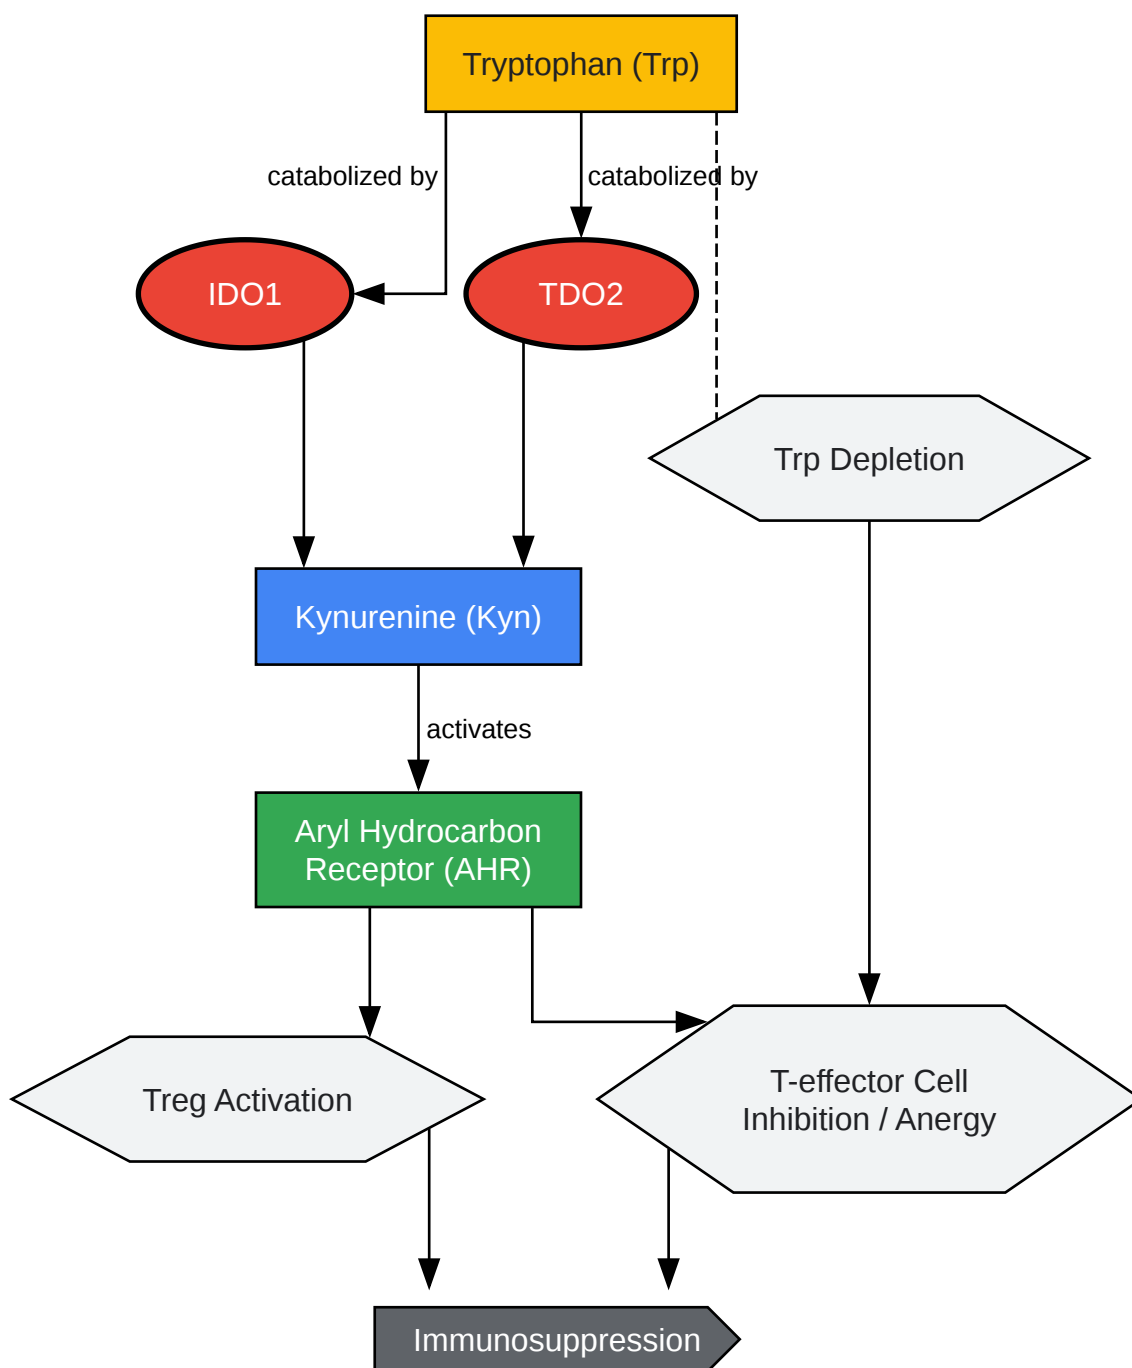 Tryptophan (Trp)
catabolized by
catabolized by
IDO1
TDO2
Trp Depletion
Kynurenine (Kyn)
activates
Aryl Hydrocarbon
Receptor (AHR)
Treg Activation
T-effector Cell
Inhibition / Anergy
Immunosuppression